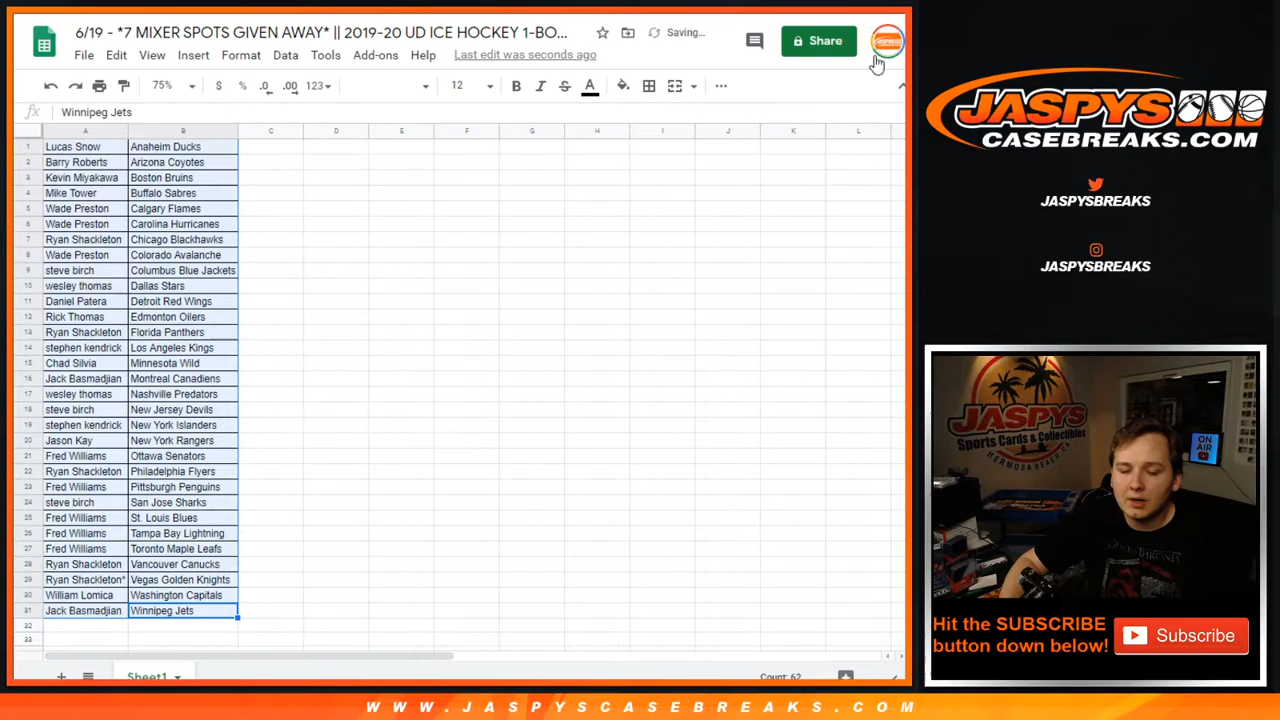 6/19 - *7 MIXER SPOTS GIVEN AWAY* || 2019-20 UD ICE HOCKEY 1-BO...
Saving...
Share
File Edit View Insert Format Data Tools Add-ons Help Last edit was seconds ago
75% $ % .0 .00 123 12 B I S A
fx Winnipeg Jets
A B C D E F G H I J K L
1 Lucas Snow Anaheim Ducks
2 Barry Roberts Arizona Coyotes
3 Kevin Miyakawa Boston Bruins
4 Mike Tower Buffalo Sabres
5 Wade Preston Calgary Flames
6 Wade Preston Carolina Hurricanes
7 Ryan Shackleton Chicago Blackhawks
8 Wade Preston Colorado Avalanche
9 steve birch Columbus Blue Jackets
10 wesley thomas Dallas Stars
11 Daniel Patera Detroit Red Wings
12 Rick Thomas Edmonton Oilers
13 Ryan Shackleton Florida Panthers
14 stephen kendrick Los Angeles Kings
15 Chad Silvia Minnesota Wild
16 Jack Basmadjian Montreal Canadiens
17 wesley thomas Nashville Predators
18 steve birch New Jersey Devils
19 stephen kendrick New York Islanders
20 Jason Kay New York Rangers
21 Fred Williams Ottawa Senators
22 Ryan Shackleton Philadelphia Flyers
23 Fred Williams Pittsburgh Penguins
24 steve birch San Jose Sharks
25 Fred Williams St. Louis Blues
26 Fred Williams Tampa Bay Lightning
27 Fred Williams Toronto Maple Leafs
28 Ryan Shackleton Vancouver Canucks
29 Ryan Shackleton* Vegas Golden Knights
30 William Lomica Washington Capitals
31 Jack Basmadjian Winnipeg Jets
32
33
Sheet1
Count: 62
JASPYS
CASEBREAKS.COM
JASPYSBREAKS
JASPYSBREAKS
JASPYS
Sports Cards & Collectibles
HERMOSA BEACH, CA
ON
AIR
Hit the SUBSCRIBE
button down below!
Subscribe
WWW.JASPYSCASEBREAKS.COM